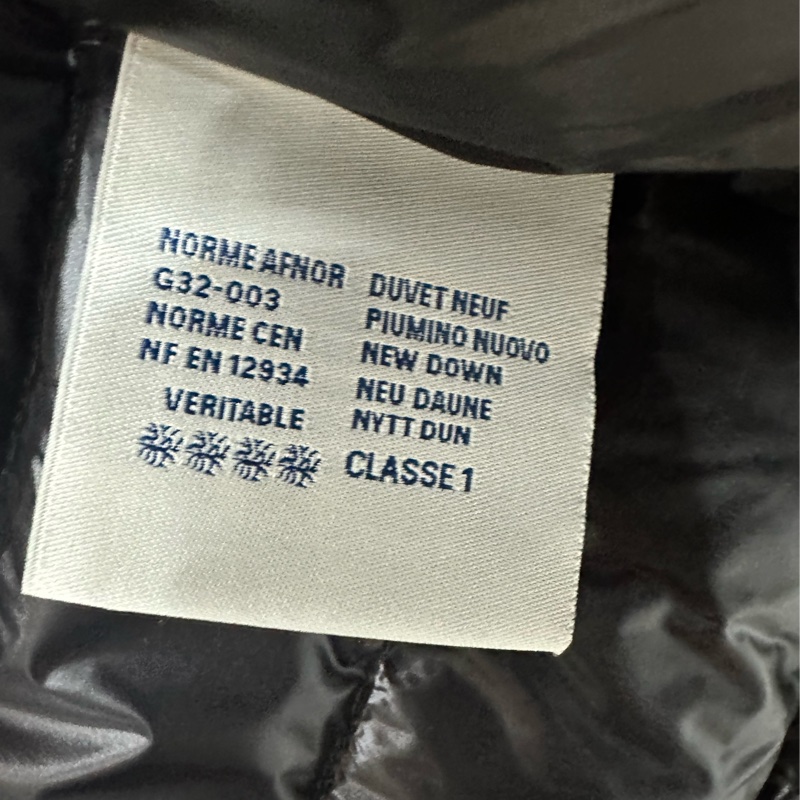 NORME AFNOR
G32-003
NORME CEN
NF EN 12934
VERITABLE
DUVET NEUF
PIUMINO NUOVO
NEW DOWN
NEU DAUNE
NYTT DUN
CLASSE 1